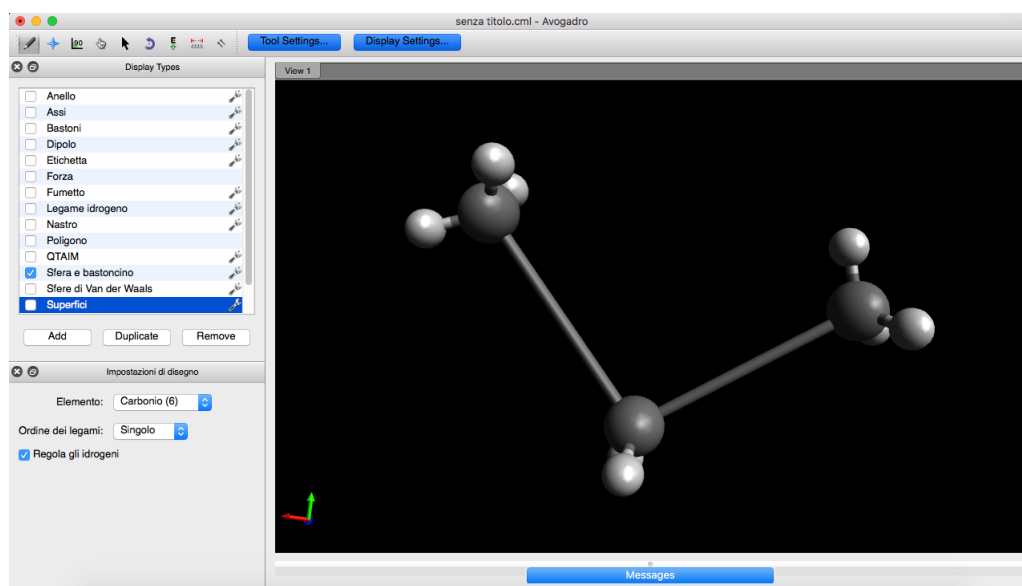 senza titolo.cml - Avogadro
90 E Tool Settings... Display Settings...
Display Types
View 1
Anello
Assi
Bastoni
Dipolo
Etichetta
Forza
Fumetto
Legame idrogeno
Nastro
Poligono
QTAIM
Sfera e bastoncino
Sfere di Van der Waals
Superfici
Add Duplicate Remove
Impostazioni di disegno
Elemento: Carbonio (6)
Ordine dei legami: Singolo
Regola gli idrogeni
Messages